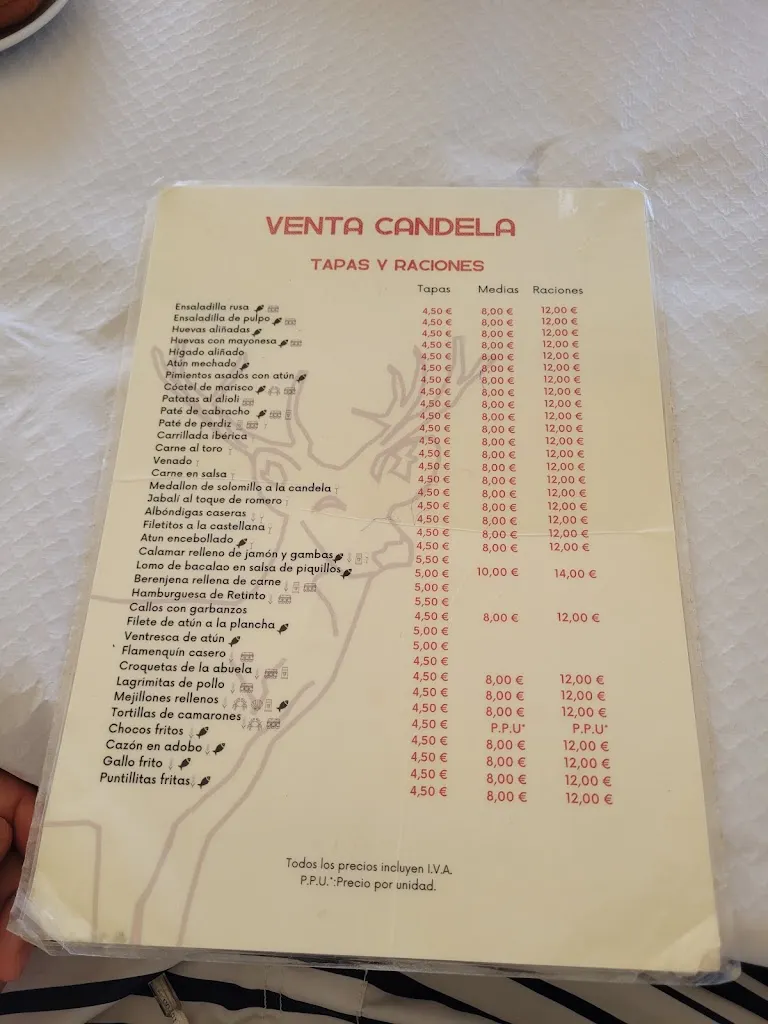 VENTA CANDELA
TAPAS Y RACIONES
Tapas Medias Raciones
Ensaladilla rusa 4,50 € 8,00 € 12,00 €
Ensaladilla de pulpo 4,50 € 8,00 € 12,00 €
Huevas aliñadas 4,50 € 8,00 € 12,00 €
Huevas con mayonesa 4,50 € 8,00 € 12,00 €
Hígado aliñado 4,50 € 8,00 € 12,00 €
Atún mechado 4,50 € 8,00 € 12,00 €
Pimientos asados con atún 4,50 € 8,00 € 12,00 €
Cóctel de marisco 4,50 € 8,00 € 12,00 €
Patatas al alioli 4,50 € 8,00 € 12,00 €
Paté de cabracho 4,50 € 8,00 € 12,00 €
Paté de perdiz 4,50 € 8,00 € 12,00 €
Carrillada ibérica 4,50 € 8,00 € 12,00 €
Carne al toro 4,50 € 8,00 € 12,00 €
Venado 4,50 € 8,00 € 12,00 €
Carne en salsa 4,50 € 8,00 € 12,00 €
Medallon de solomillo a la candela 4,50 € 8,00 € 12,00 €
Jabalí al toque de romero 4,50 € 8,00 € 12,00 €
Albóndigas caseras 4,50 € 8,00 € 12,00 €
Filetitos a la castellana 4,50 € 8,00 € 12,00 €
Atun encebollado 4,50 € 8,00 € 12,00 €
Calamar relleno de jamón y gambas 5,50 €
Lomo de bacalao en salsa de piquillos 5,00 € 10,00 € 14,00 €
Berenjena rellena de carne 5,00 €
Hamburguesa de Retinto 5,50 €
Callos con garbanzos 4,50 € 8,00 € 12,00 €
Filete de atún a la plancha 5,00 €
Ventresca de atún 5,00 €
Flamenquín casero 4,50 €
Croquetas de la abuela 4,50 € 8,00 € 12,00 €
Lagrimitas de pollo 4,50 € 8,00 € 12,00 €
Mejillones rellenos 4,50 € 8,00 € 12,00 €
Tortillas de camarones 4,50 € P.P.U* P.P.U*
Chocos fritos 4,50 € 8,00 € 12,00 €
Cazón en adobo 4,50 € 8,00 € 12,00 €
Gallo frito 4,50 € 8,00 € 12,00 €
Puntillitas fritas 4,50 € 8,00 € 12,00 €
Todos los precios incluyen I.V.A.
P.P.U.*:Precio por unidad.